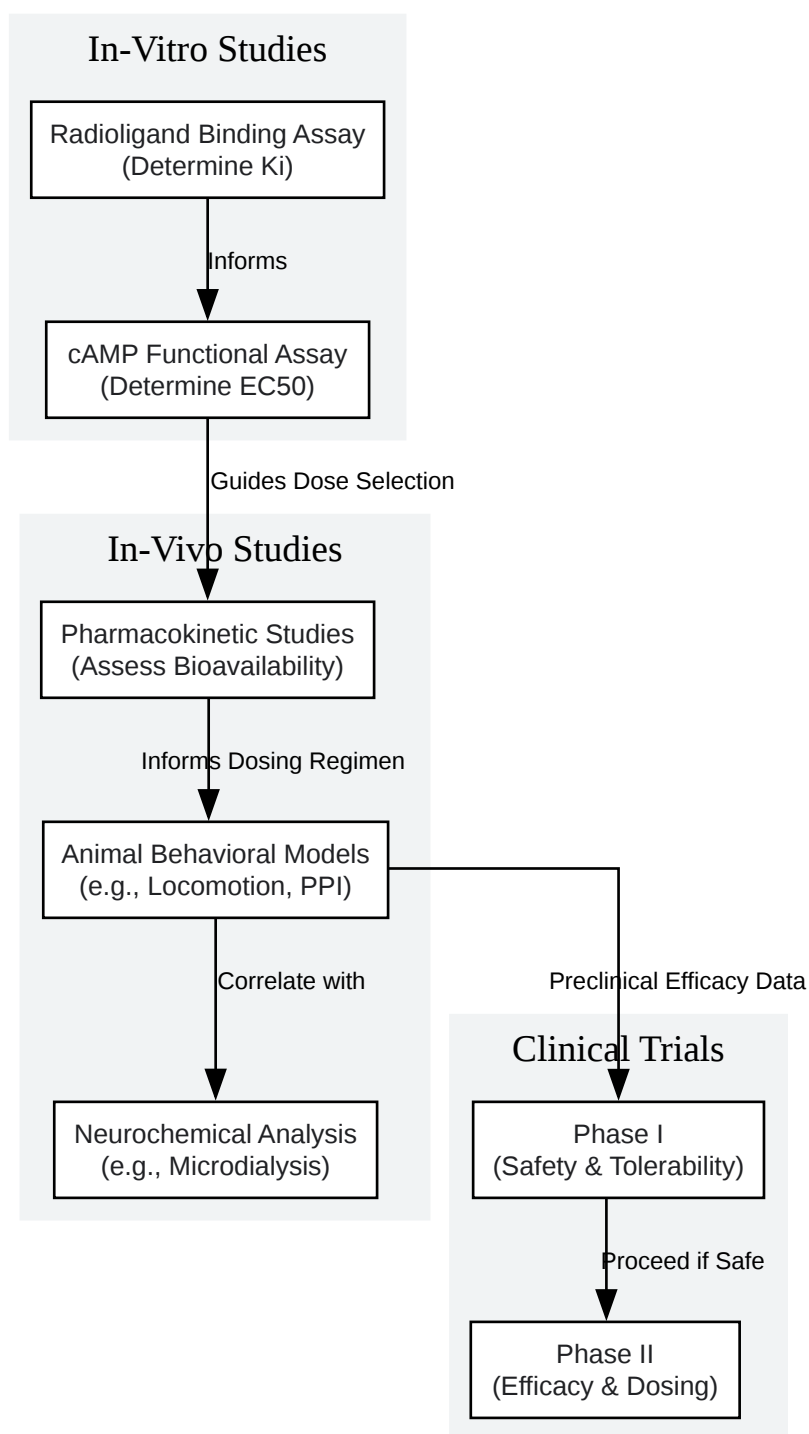 In-Vitro Studies
Radioligand Binding Assay
(Determine Ki)
Informs
cAMP Functional Assay
(Determine EC50)
Guides Dose Selection
In-Vivo Studies
Pharmacokinetic Studies
(Assess Bioavailability)
Informs Dosing Regimen
Animal Behavioral Models
(e.g., Locomotion, PPI)
Correlate with
Preclinical Efficacy Data
Clinical Trials
Neurochemical Analysis
(e.g., Microdialysis)
Phase I
(Safety & Tolerability)
Proceed if Safe
Phase II
(Efficacy & Dosing)